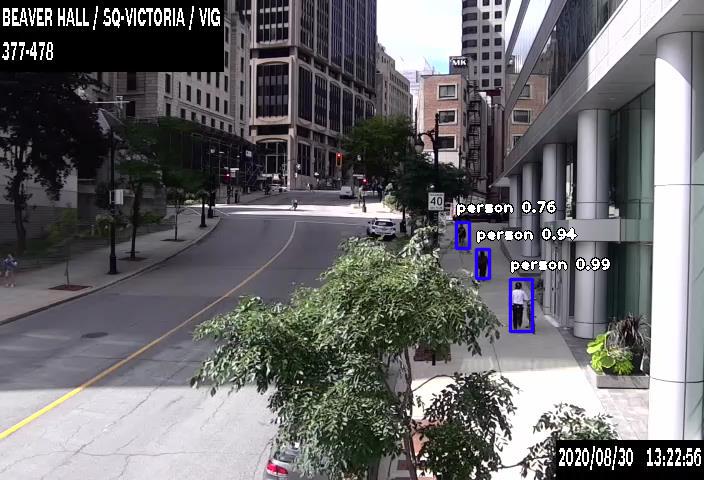 BEAVER HALL / SQ-VICTORIA / VIG
377-478
MK
40
person 0.76
person 0.94
person 0.99
2020/08/30 13:22:56